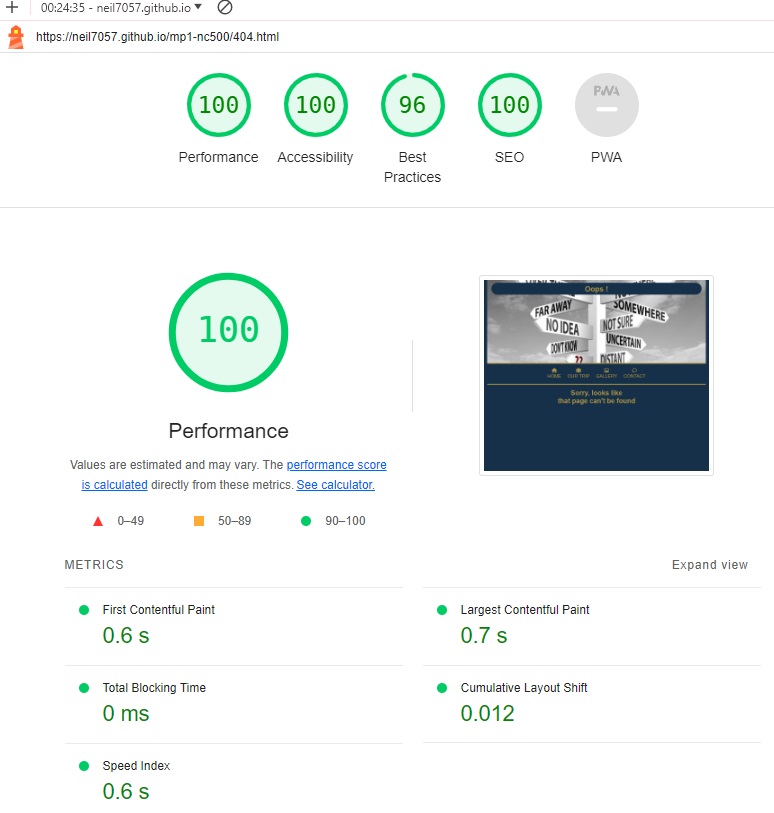 00:24:35 - neil7057.github.io
https://neil7057.github.io/mp1-nc500/404.html
100 100 96 100 PWA
Performance Accessibility Best Practices SEO PWA
100
Performance
Values are estimated and may vary. The performance score
is calculated directly from these metrics. See calculator.
0–49 50–89 90–100
Oops !
FAR AWAY
NO IDEA
DON'T KNOW
??
SOMEWHERE
NOT SURE
UNCERTAIN
DISTANT
HOME OUR TRIP GALLERY CONTACT
Sorry, looks like
that page can't be found
METRICS Expand view
First Contentful Paint
0.6 s
Largest Contentful Paint
0.7 s
Total Blocking Time
0 ms
Cumulative Layout Shift
0.012
Speed Index
0.6 s